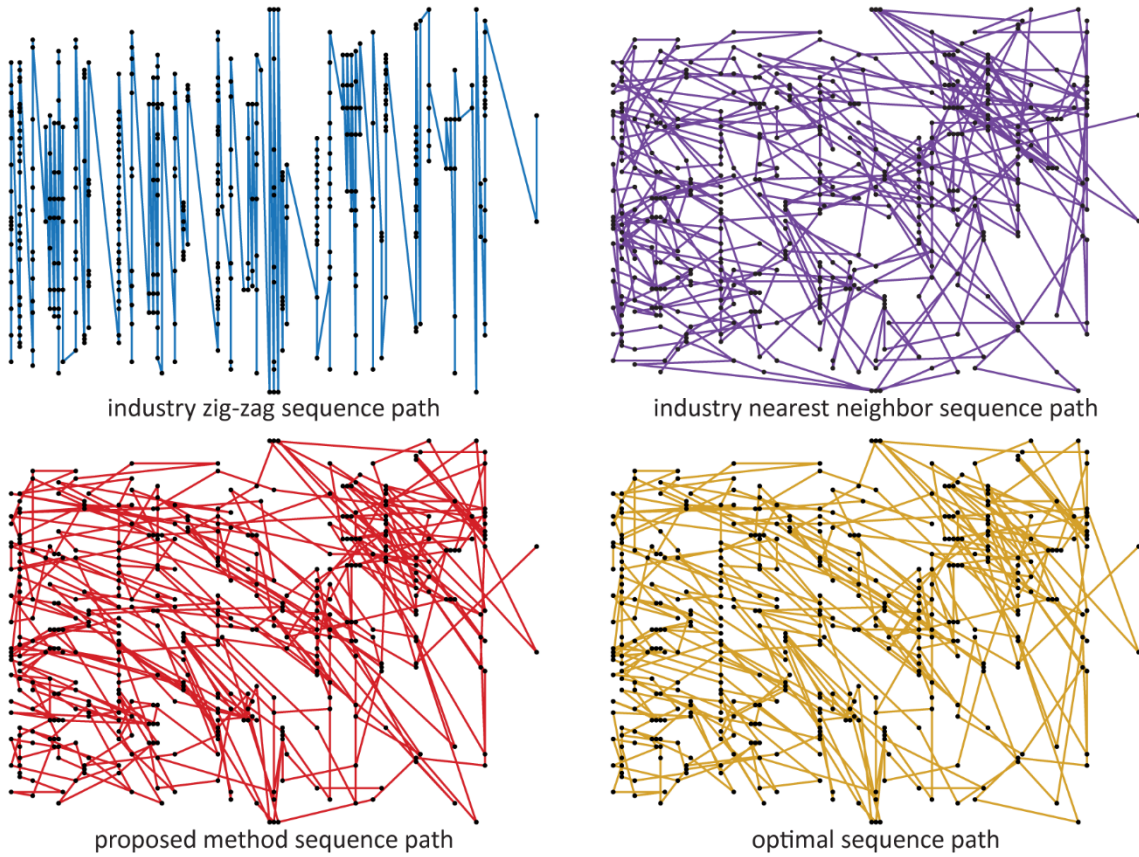 industry zig-zag sequence path
industry nearest neighbor sequence path
proposed method sequence path
optimal sequence path